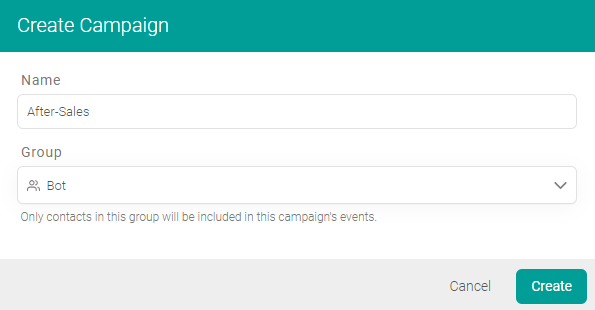 Create Campaign
Name
After-Sales
Group
Bot
Only contacts in this group will be included in this campaign's events.
Cancel
Create